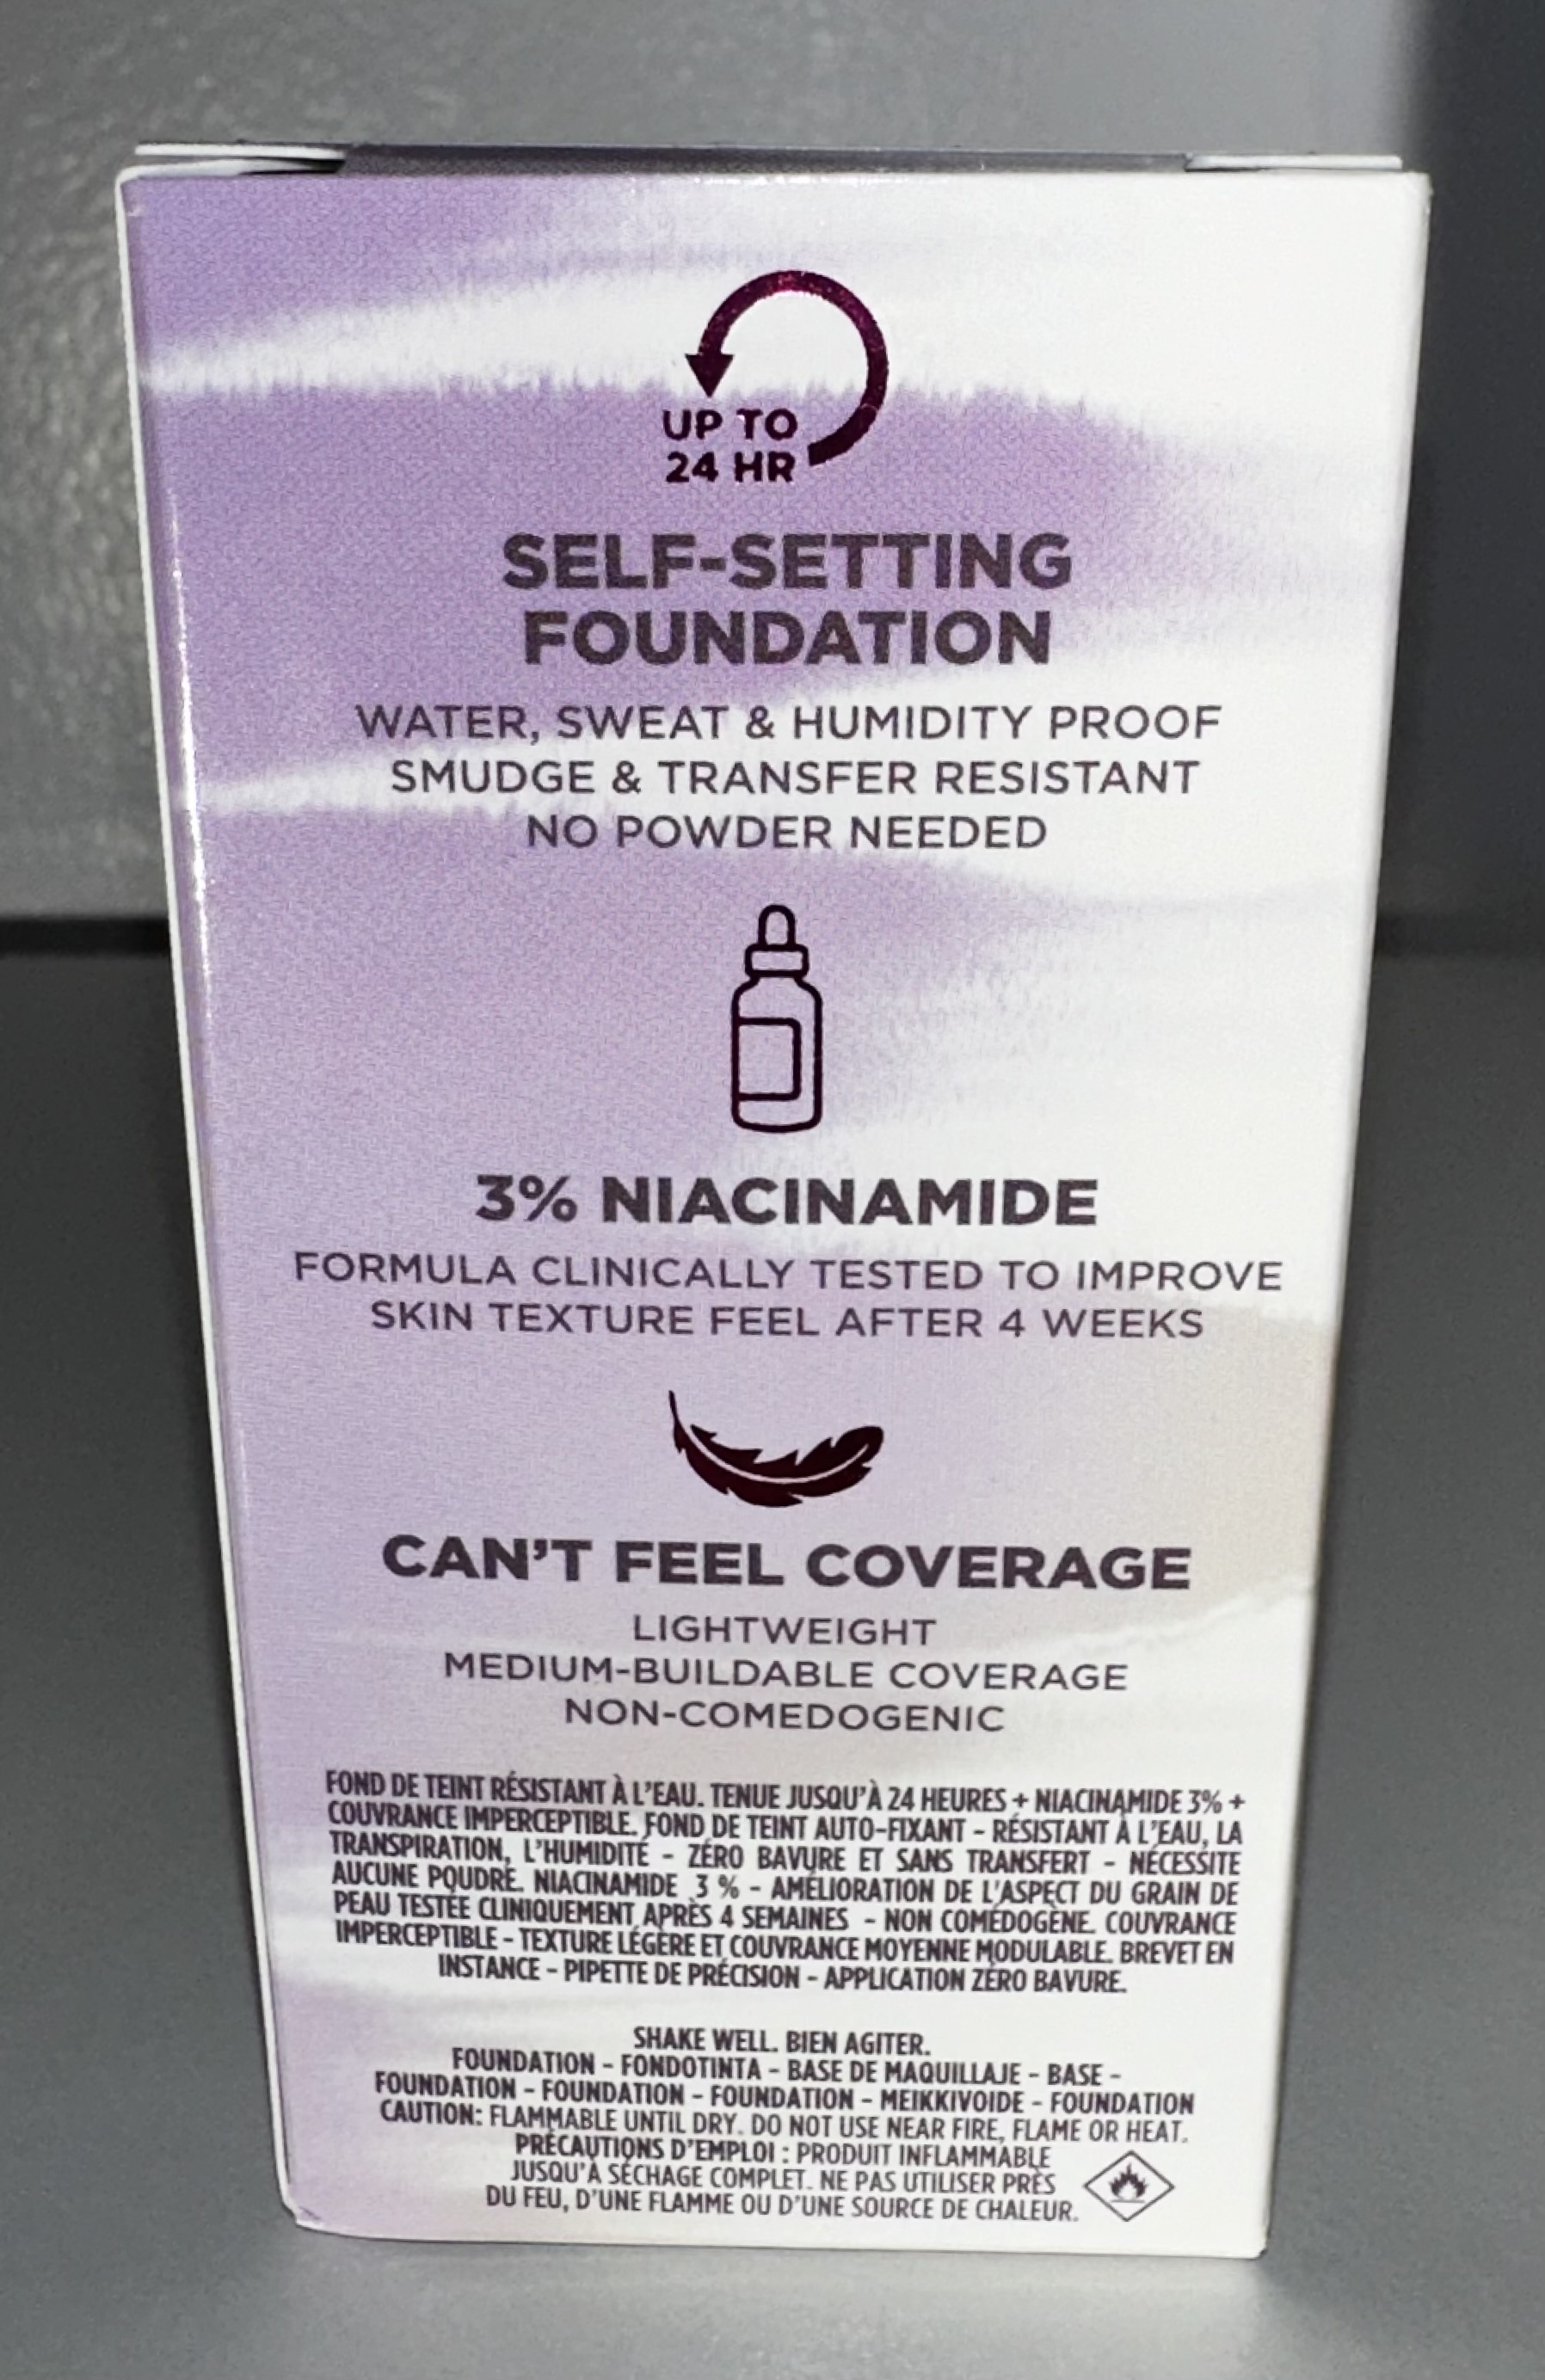 UP TO
24 HR
SELF-SETTING
FOUNDATION
WATER, SWEAT & HUMIDITY PROOF
SMUDGE & TRANSFER RESISTANT
NO POWDER NEEDED
3% NIACINAMIDE
FORMULA CLINICALLY TESTED TO IMPROVE
SKIN TEXTURE FEEL AFTER 4 WEEKS
CAN'T FEEL COVERAGE
LIGHTWEIGHT
MEDIUM-BUILDABLE COVERAGE
NON-COMEDOGENIC
FOND DE TEINT RÉSISTANT À L'EAU. TENUE JUSQU'À 24 HEURES + NIACINAMIDE 3% +
COUVRANCE IMPERCEPTIBLE. FOND DE TEINT AUTO-FIXANT - RÉSISTANT À L'EAU, LA
TRANSPIRATION, L'HUMIDITÉ - ZÉRO BAVURE ET SANS TRANSFERT - NÉCESSITE
AUCUNE POUDRE. NIACINAMIDE 3 % - AMÉLIORATION DE L'ASPECT DU GRAIN DE
PEAU TESTÉE CLINIQUEMENT APRÈS 4 SEMAINES - NON COMÉDOGÈNE. COUVRANCE
IMPERCEPTIBLE - TEXTURE LÉGÈRE ET COUVRANCE MOYENNE MODULABLE. BREVET EN
INSTANCE - PIPETTE DE PRÉCISION - APPLICATION ZÉRO BAVURE.
SHAKE WELL. BIEN AGITER.
FOUNDATION - FONDOTINTA - BASE DE MAQUILLAJE - BASE -
FOUNDATION - FOUNDATION - FOUNDATION - MEIKKIVOIDE - FOUNDATION
CAUTION: FLAMMABLE UNTIL DRY. DO NOT USE NEAR FIRE, FLAME OR HEAT.
PRÉCAUTIONS D'EMPLOI : PRODUIT INFLAMMABLE
JUSQU'À SÉCHAGE COMPLET. NE PAS UTILISER PRÈS
DU FEU, D'UNE FLAMME OU D'UNE SOURCE DE CHALEUR.